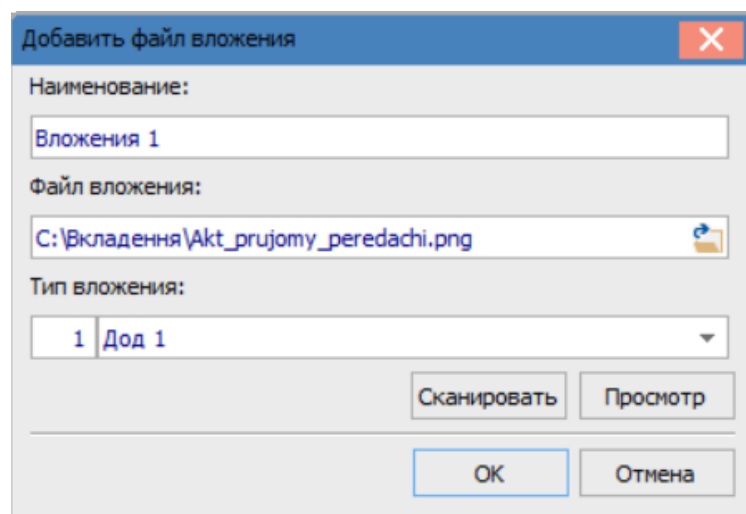 Добавить файл вложения
Наименование:
Вложения 1
Файл вложения:
C:\Вкладення\Akt_prujomy_peredachi.png
Тип вложения:
1 Дод 1
Сканировать Просмотр
ОК Отмена